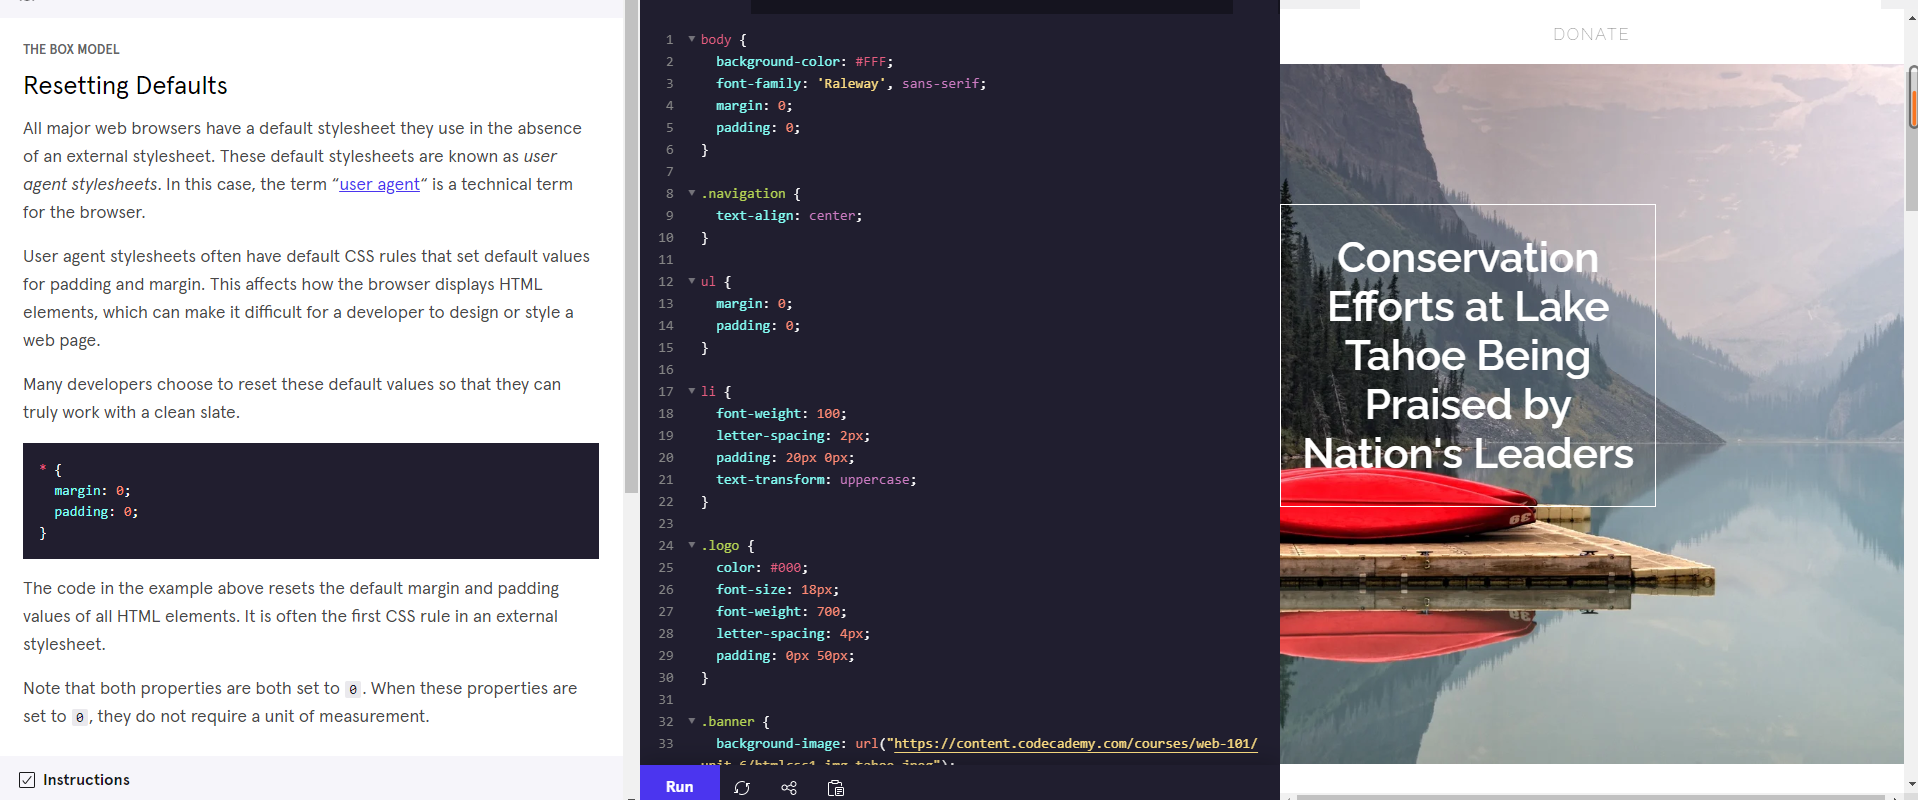 THE BOX MODEL
Resetting Defaults
All major web browsers have a default stylesheet they use in the absence
of an external stylesheet. These default stylesheets are known as user
agent stylesheets. In this case, the term “user agent“ is a technical term
for the browser.
User agent stylesheets often have default CSS rules that set default values
for padding and margin. This affects how the browser displays HTML
elements, which can make it difficult for a developer to design or style a
web page.
Many developers choose to reset these default values so that they can
truly work with a clean slate.
* {
margin: 0;
padding: 0;
}
The code in the example above resets the default margin and padding
values of all HTML elements. It is often the first CSS rule in an external
stylesheet.
Note that both properties are both set to 0. When these properties are
set to 0, they do not require a unit of measurement.
Instructions
1 body {
2 background-color: #FFF;
3 font-family: 'Raleway', sans-serif;
4 margin: 0;
5 padding: 0;
6 }
7
8 .navigation {
9 text-align: center;
10 }
11
12 ul {
13 margin: 0;
14 padding: 0;
15 }
16
17 li {
18 font-weight: 100;
19 letter-spacing: 2px;
20 padding: 20px 0px;
21 text-transform: uppercase;
22 }
23
24 .logo {
25 color: #000;
26 font-size: 18px;
27 font-weight: 700;
28 letter-spacing: 4px;
29 padding: 0px 50px;
30 }
31
32 .banner {
33 background-image: url("https://content.codecademy.com/courses/web-101/
unit-6/htmlcss1-img_tahoe.jpeg");
Run
DONATE
Conservation
Efforts at Lake
Tahoe Being
Praised by
Nation's Leaders